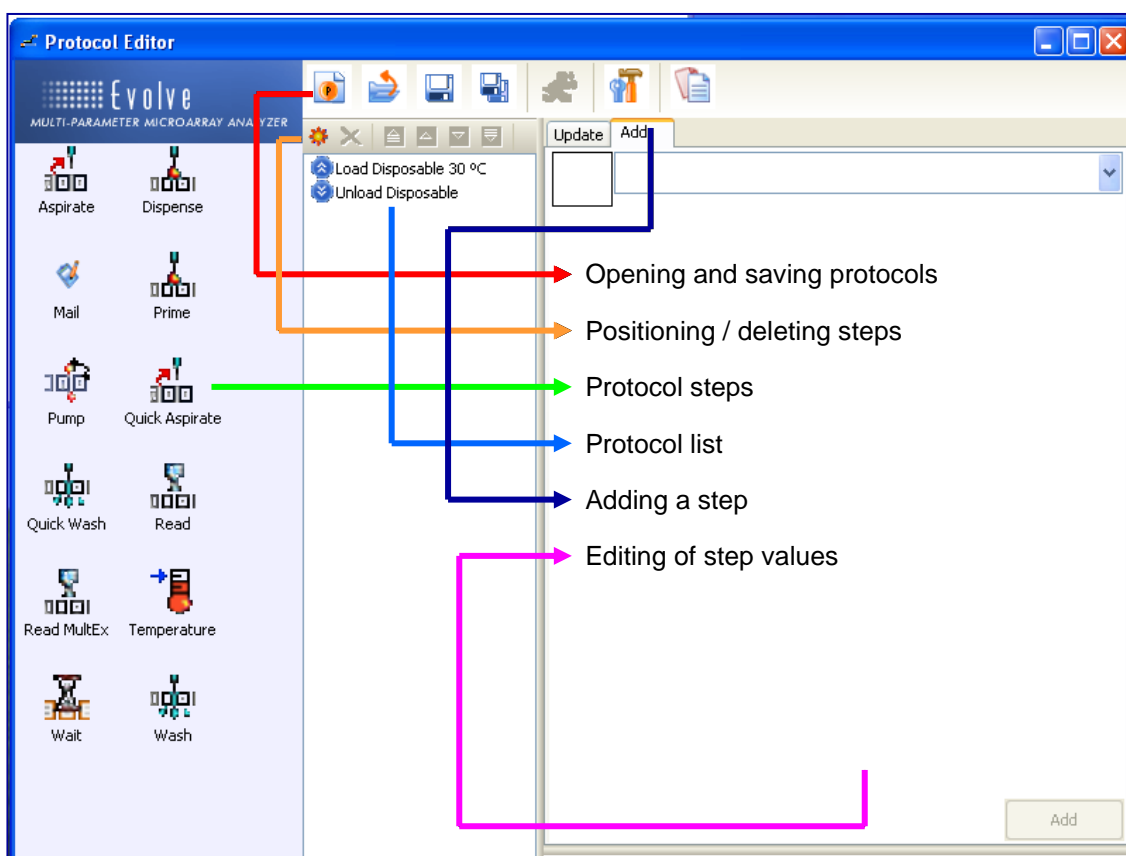 Protocol Editor
Evolve
MULTI-PARAMETER MICROARRAY ANALYZER
P
Update Add
Load Disposable 30 ºC
Unload Disposable
Aspirate Dispense
Mail Prime
Pump Quick Aspirate
Quick Wash Read
Read MultEx Temperature
Wait Wash
Opening and saving protocols
Positioning / deleting steps
Protocol steps
Protocol list
Adding a step
Editing of step values
Add